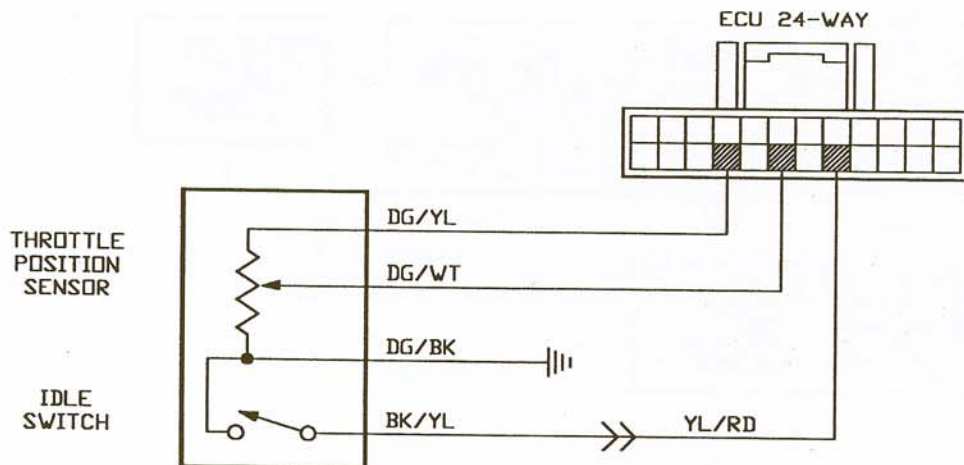 ECU 24-WAY
DG/YL
THROTTLE
POSITION
SENSOR
DG/WT
DG/BK
IDLE
SWITCH
BK/YL
YL/RD